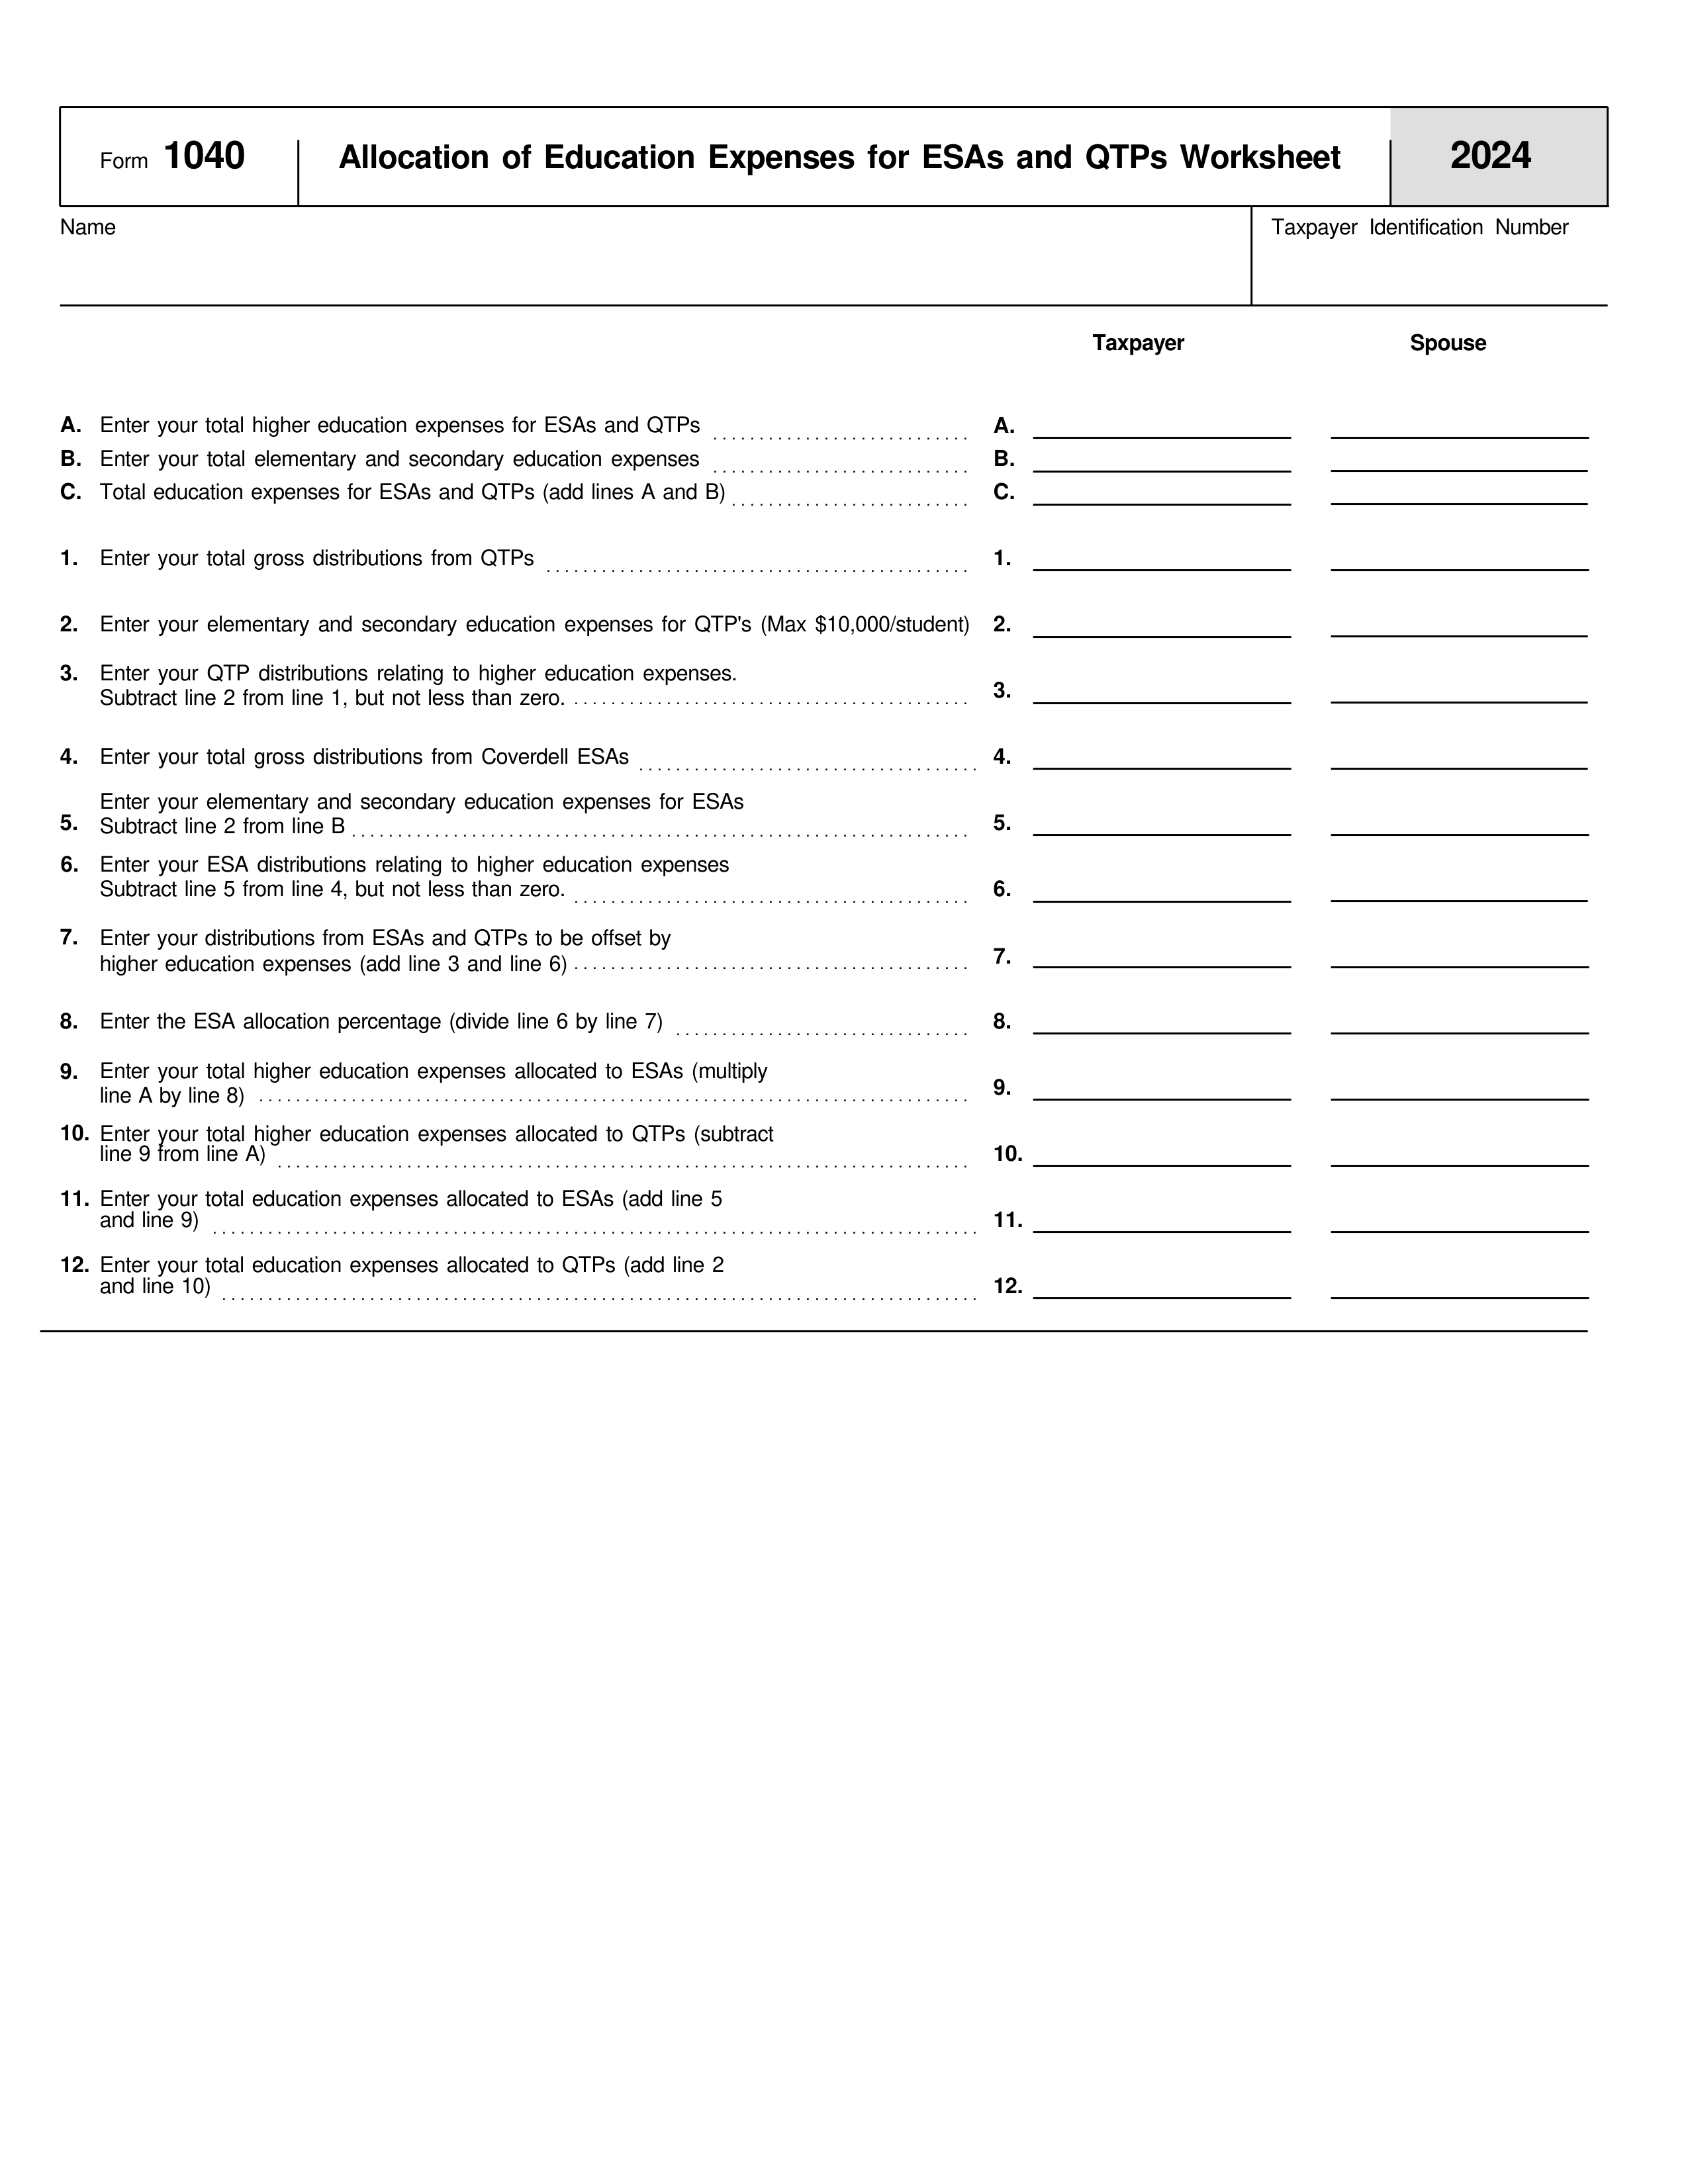 Form 1040 Allocation of Education Expenses for ESAs and QTPs Worksheet 2024
Name Taxpayer Identification Number
Taxpayer Spouse
A. Enter your total higher education expenses for ESAs and QTPs A.
B. Enter your total elementary and secondary education expenses B.
C. Total education expenses for ESAs and QTPs (add lines A and B) C.
1. Enter your total gross distributions from QTPs 1.
2. Enter your elementary and secondary education expenses for QTP's (Max $10,000/student) 2.
3. Enter your QTP distributions relating to higher education expenses.
Subtract line 2 from line 1, but not less than zero. 3.
4. Enter your total gross distributions from Coverdell ESAs 4.
Enter your elementary and secondary education expenses for ESAs
5. Subtract line 2 from line B 5.
6. Enter your ESA distributions relating to higher education expenses
Subtract line 5 from line 4, but not less than zero. 6.
7. Enter your distributions from ESAs and QTPs to be offset by
higher education expenses (add line 3 and line 6) 7.
8. Enter the ESA allocation percentage (divide line 6 by line 7) 8.
9. Enter your total higher education expenses allocated to ESAs (multiply
line A by line 8) 9.
10. Enter your total higher education expenses allocated to QTPs (subtract
line 9 from line A) 10.
11. Enter your total education expenses allocated to ESAs (add line 5
and line 9) 11.
12. Enter your total education expenses allocated to QTPs (add line 2
and line 10) 12.